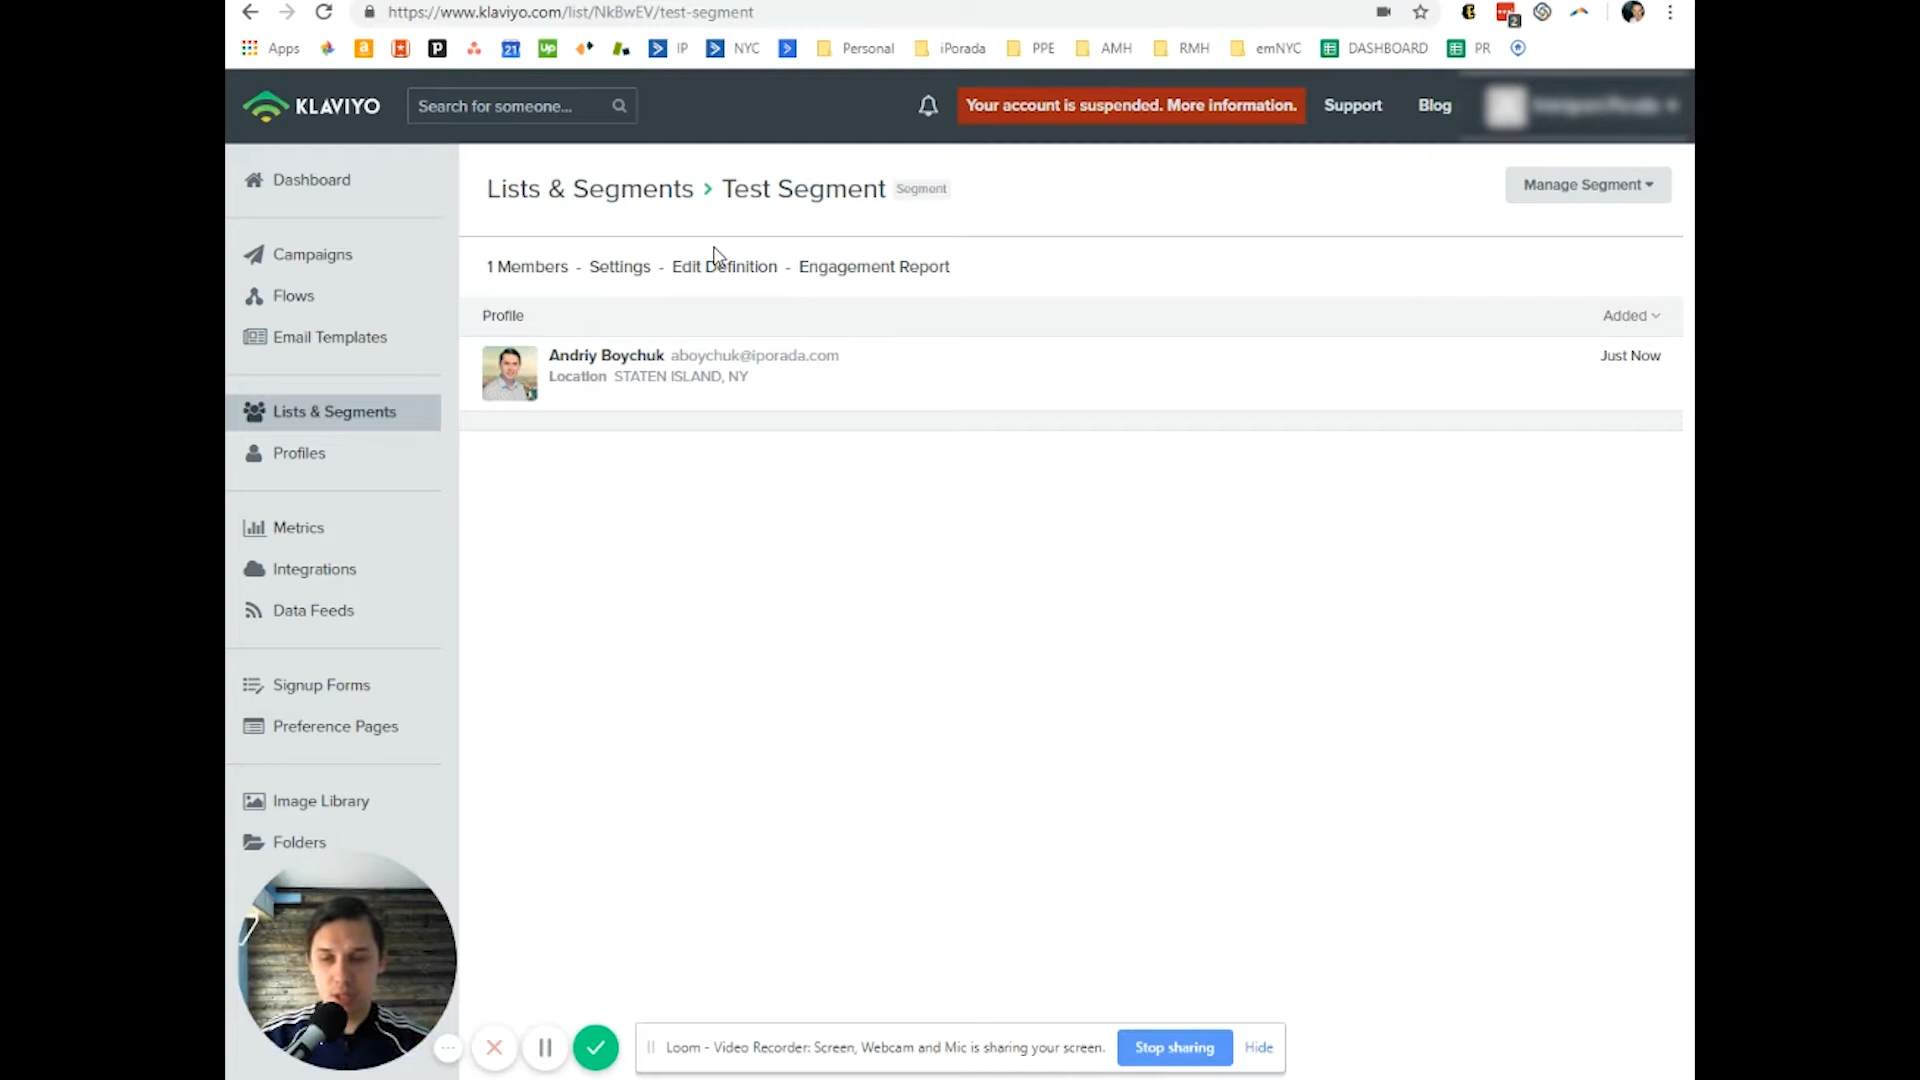 https://www.klaviyo.com/list/NkBwEV/test-segment
2
Apps
a
P
21
up
IP
NYC
Personal
iPorada
PPE
AMH
RMH
emNYC
DASHBOARD
PR
KLAVIYO
Search for someone...
Your account is suspended. More information.
Support
Blog
Dashboard
Campaigns
Flows
Email Templates
Lists & Segments
Profiles
Metrics
Integrations
Data Feeds
Signup Forms
Preference Pages
Image Library
Folders
Lists & Segments › Test Segment Segment
Manage Segment
1 Members - Settings - Edit Definition - Engagement Report
Profile
Added
Andriy Boychuk aboychuk@iporada.com
Just Now
Location STATEN ISLAND, NY
Loom - Video Recorder: Screen, Webcam and Mic is sharing your screen.
Stop sharing
Hide